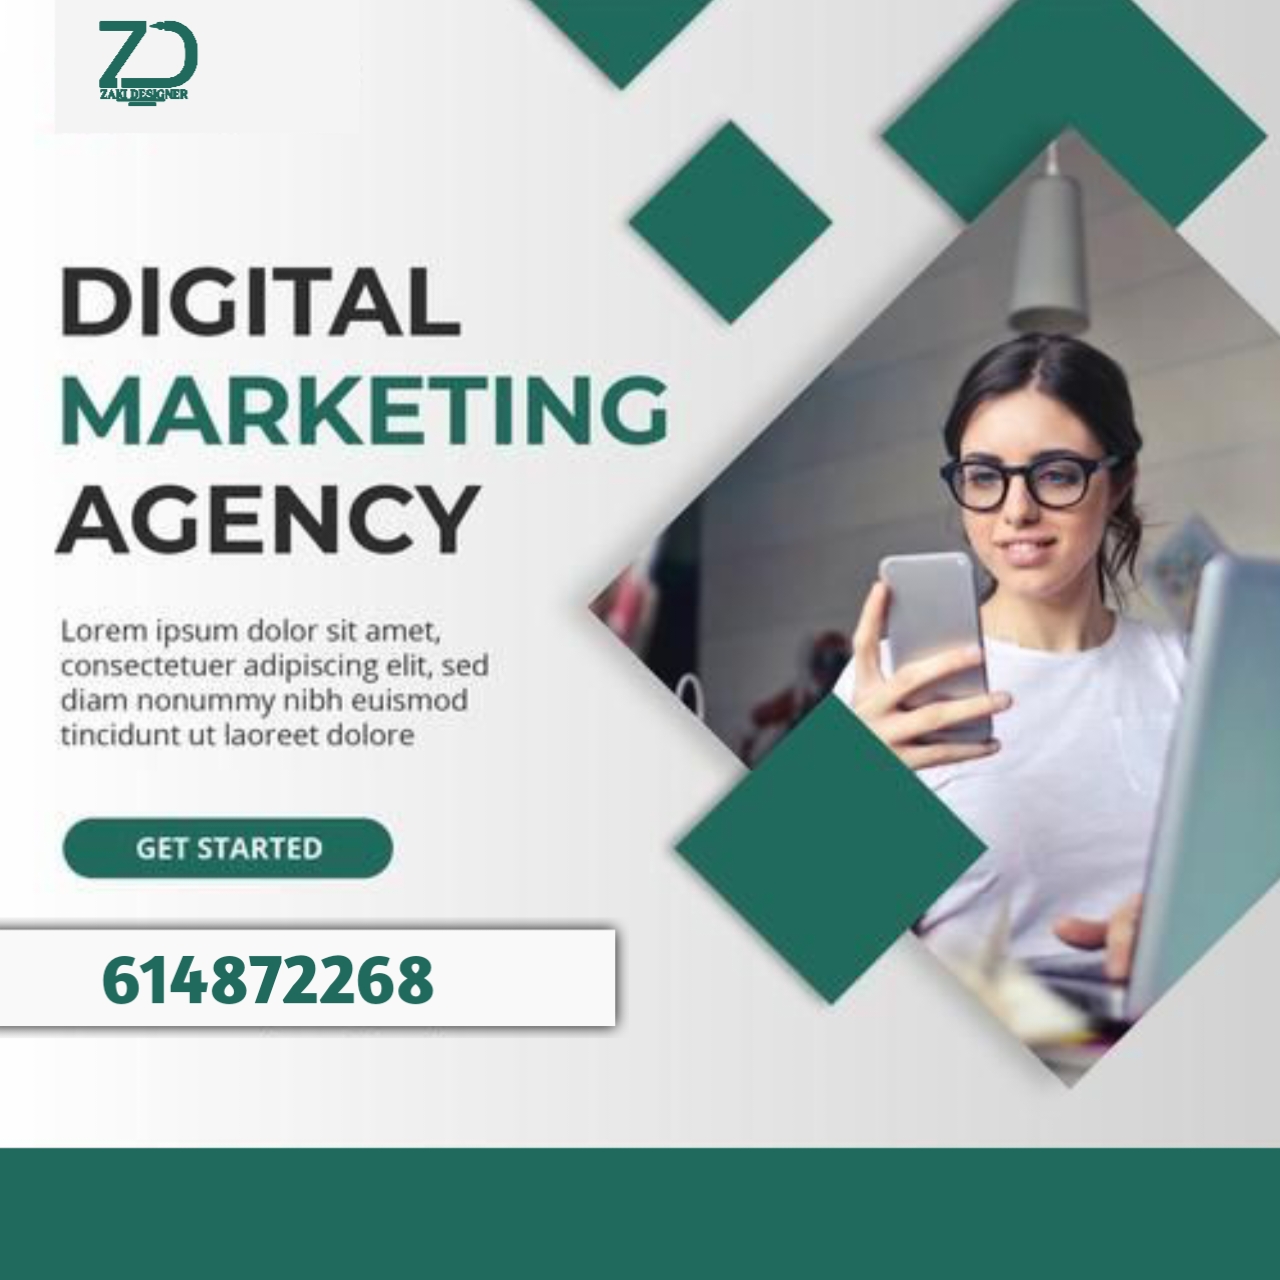 ZD
ZAKI DESIGNER
DIGITAL
MARKETING
AGENCY
Lorem ipsum dolor sit amet,
consectetuer adipiscing elit, sed
diam nonummy nibh euismod
tincidunt ut laoreet dolore
GET STARTED
614872268